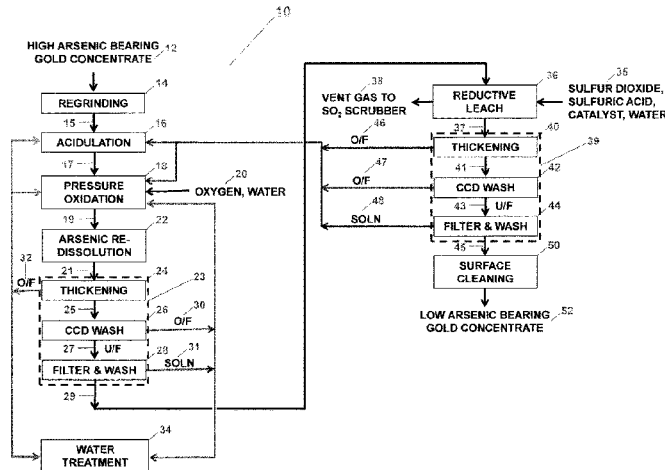 10
HIGH ARSENIC BEARING
GOLD CONCENTRATE
12
REGRINDING
14
15
ACIDULATION
16
17
PRESSURE
OXIDATION
18
20
OXYGEN, WATER
19
ARSENIC RE-
DISSOLUTION
22
32
O/F
21
24
THICKENING
23
25
26
30
CCD WASH
O/F
27
U/F
28
31
FILTER & WASH
SOLN
29
WATER
TREATMENT
34
38
VENT GAS TO
SO2 SCRUBBER
REDUCTIVE
LEACH
36
35
SULFUR DIOXIDE,
SULFURIC ACID,
CATALYST, WATER
46
O/F
37
40
THICKENING
39
47
O/F
41
42
CCD WASH
48
SOLN
43
U/F
44
FILTER & WASH
45
50
SURFACE
CLEANING
LOW ARSENIC BEARING
GOLD CONCENTRATE
52